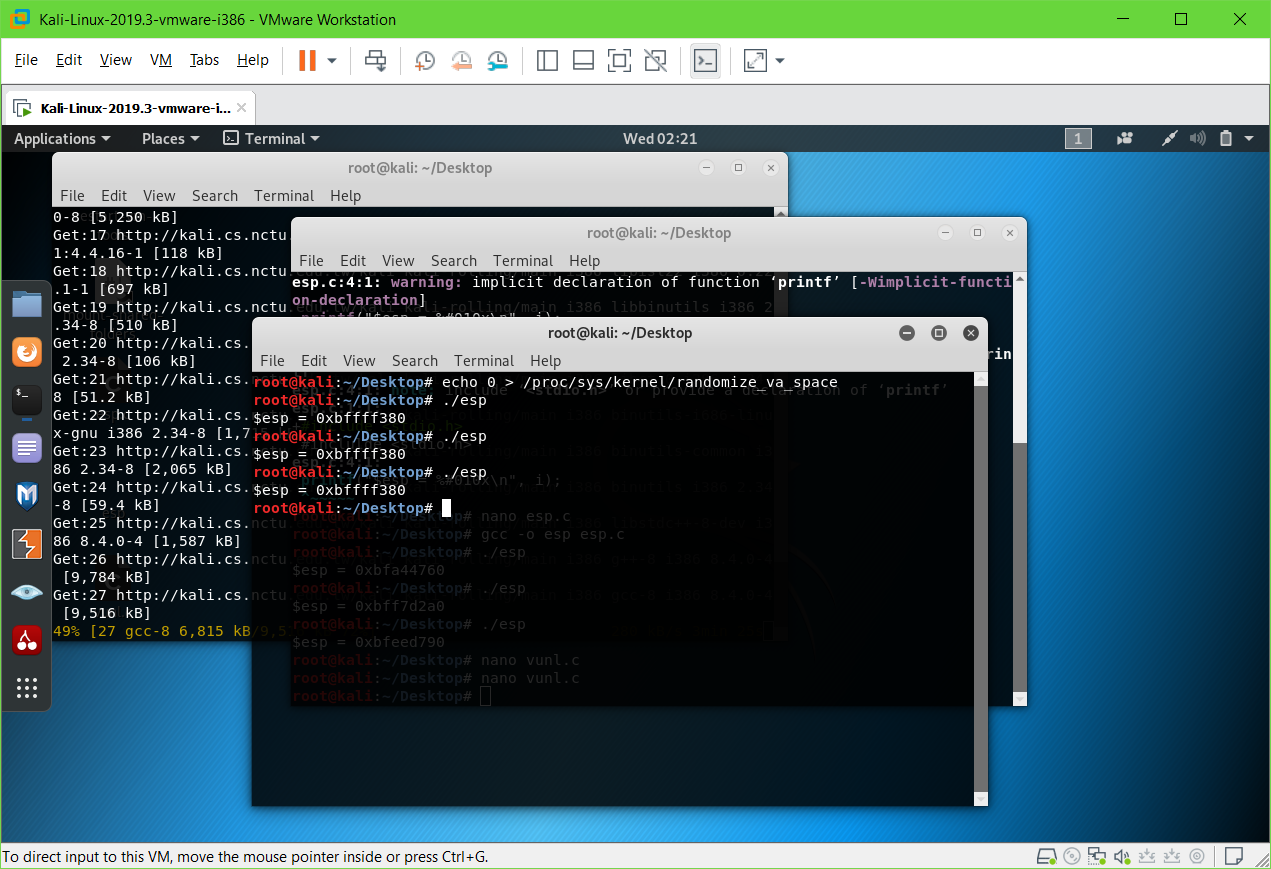 Kali-Linux-2019.3-vmware-i386 - VMware Workstation
File Edit View VM Tabs Help
Kali-Linux-2019.3-vmware-i...
Applications Places Terminal Wed 02:21 1
root@kali: ~/Desktop
File Edit View Search Terminal Help
0-8 [5,250 kB]
Get:17 http://kali.cs.nctu.
1:4.4.16-1 [118 kB]
Get:18 http://kali.cs.nctu
.1-1 [697 kB]
Get:19 http://kali.cs.nctu
.34-8 [510 kB]
Get:20 http://kali.cs.nctu
2.34-8 [106 kB]
Get:21 http://kali.cs.nctu
8 [51.2 kB]
Get:22 http://kali.cs.nctu
x-gnu i386 2.34-8 [1,7
Get:23 http://kali.cs.nctu
86 2.34-8 [2,065 kB]
Get:24 http://kali.cs.nctu
-8 [59.4 kB]
Get:25 http://kali.cs.nctu
86 8.4.0-4 [1,587 kB]
Get:26 http://kali.cs.nctu
[9,784 kB]
Get:27 http://kali.cs.nctu
[9,516 kB]
49% [27 gcc-8 6,815 kB/9,5
root@kali: ~/Desktop
File Edit View Search Terminal Help
esp.c:4:1: warning: implicit declaration of function ‘printf’ [-Wimplicit-functi
on-declaration]
printf("$esp = %#010x\n", i);
rin
root@kali: ~/Desktop
File Edit View Search Terminal Help
root@kali:~/Desktop# echo 0 > /proc/sys/kernel/randomize_va_space
root@kali:~/Desktop# ./esp
$esp = 0xbffff380
root@kali:~/Desktop# ./esp
$esp = 0xbffff380
root@kali:~/Desktop# ./esp
$esp = 0xbffff380
root@kali:~/Desktop#
root@kali:~/Desktop# nano esp.c
root@kali:~/Desktop# gcc -o esp esp.c
root@kali:~/Desktop# ./esp
$esp = 0xbfa44760
root@kali:~/Desktop# ./esp
$esp = 0xbff7d2a0
root@kali:~/Desktop# ./esp
$esp = 0xbfeed790
root@kali:~/Desktop# nano vunl.c
root@kali:~/Desktop# nano vunl.c
root@kali:~/Desktop#
To direct input to this VM, move the mouse pointer inside or press Ctrl+G.